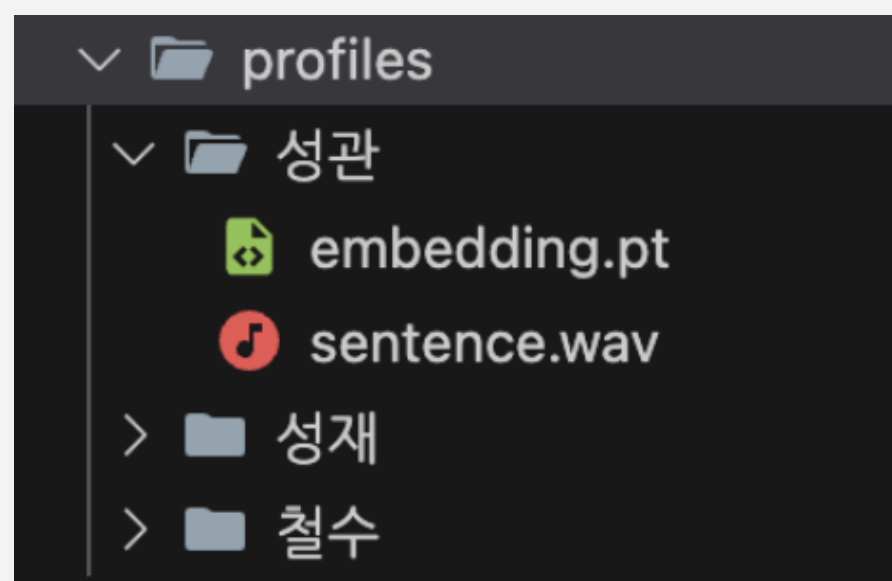 profiles
성관
embedding.pt
sentence.wav
성재
철수